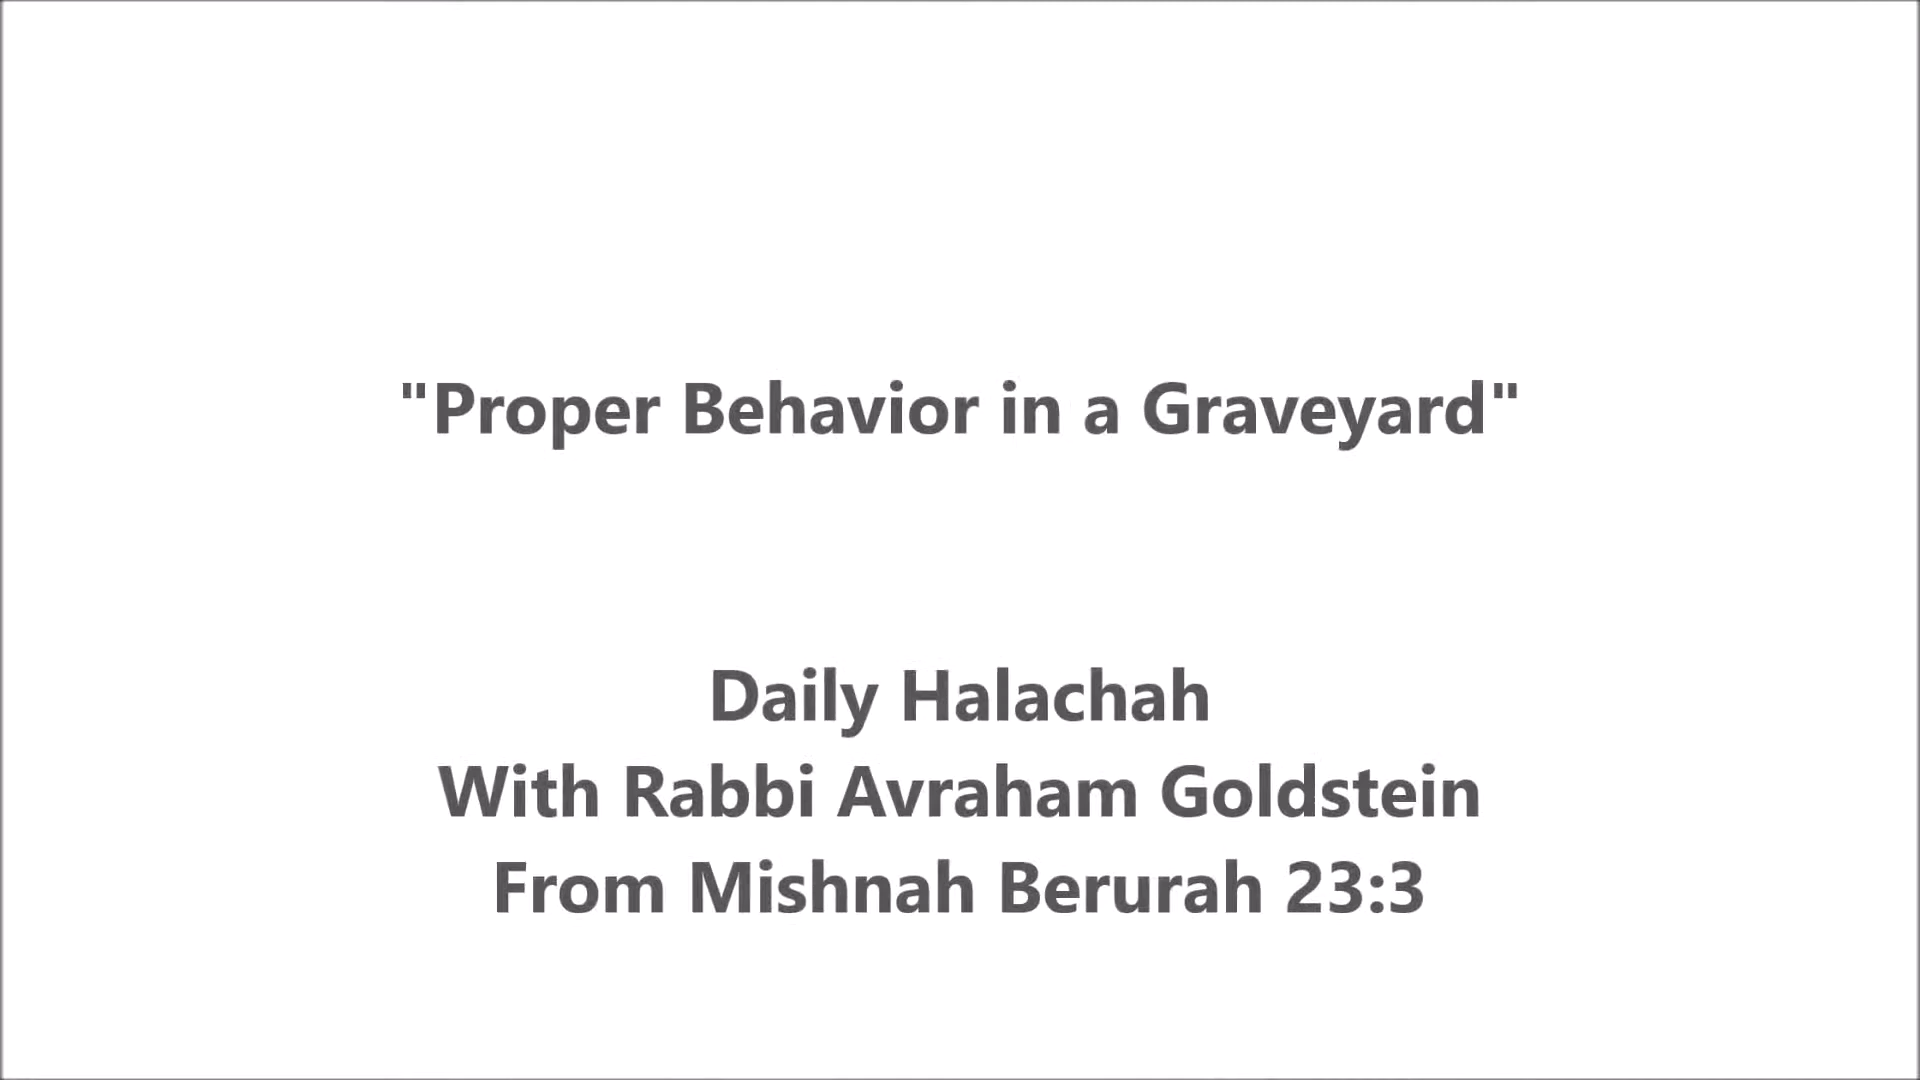 "Proper Behavior in a Graveyard"
Daily Halachah
With Rabbi Avraham Goldstein
From Mishnah Berurah 23:3